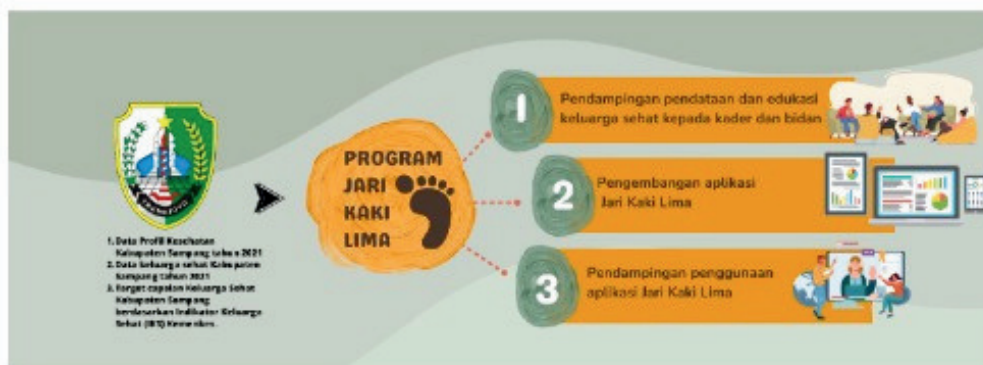 1. Data Profil Kesehatan
Kabupaten Sampang tahun 2021
2. Data keluarga sehat Kabupaten
Sampang tahun 2021
3. Target capaian Keluarga Sehat
Kabupaten Sampang
berdasarkan Indikator Keluarga
Sehat (IKS) Kemenkes.
PROGRAM
JARI
KAKI
LIMA
1
Pendampingan pendataan dan edukasi
keluarga sehat kepada kader dan bidan
2
Pengembangan aplikasi
Jari Kaki Lima
3
Pendampingan penggunaan
aplikasi Jari Kaki Lima